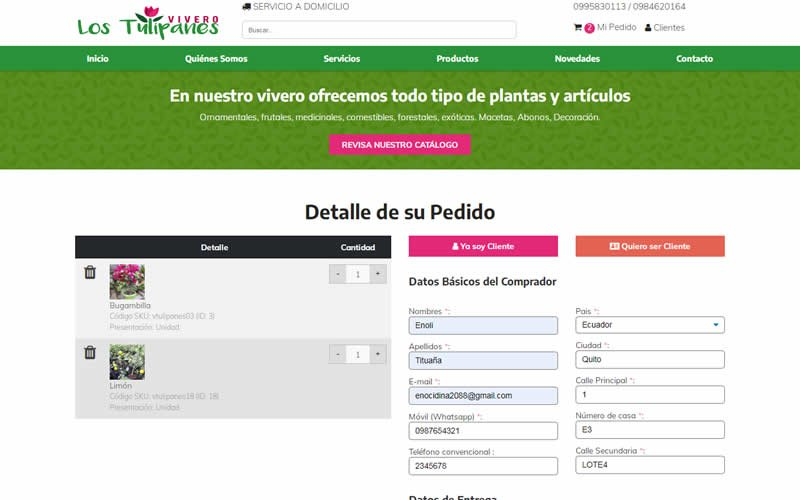 VIVERO
Los Tulipanes
SERVICIO A DOMICILIO
Buscar..
0995830113 / 0984620164
2 Mi Pedido Clientes
Inicio Quiénes Somos Servicios Productos Novedades Contacto
En nuestro vivero ofrecemos todo tipo de plantas y artículos
Ornamentales, frutales, medicinales, comestibles, forestales, exóticas. Macetas, Abonos, Decoración.
REVISA NUESTRO CATÁLOGO
Detalle de su Pedido
Detalle Cantidad
- 1 +
Bugambilla
Código SKU: vtulipanes03 (ID: 3)
Presentación: Unidad
- 1 +
Limón
Código SKU: vtulipanes18 (ID: 18)
Presentación: Unidad
Ya soy Cliente
Quiero ser Cliente
Datos Básicos del Comprador
Nombres *:
Enoli
Apellidos *:
Tituaña
E-mail *:
enocidina2088@gmail.com
Móvil (Whatsapp) *:
0987654321
Teléfono convencional :
2345678
Pais *:
Ecuador
Ciudad *:
Quito
Calle Principal *:
1
Número de casa *:
E3
Calle Secundaria *:
LOTE4
Datos de Entrega